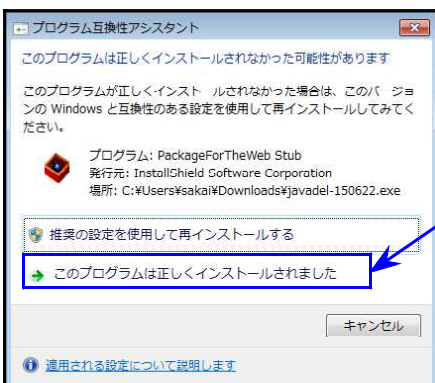 プログラム互換性アシスタント
このプログラムは正しくインストールされなかった可能性があります
このプログラムが正しくインスト ールされなかった場合は、このバ ージョ
ンの Windows と互換性のある設定を使用して再インストールしてみてく
ださい。
プログラム: PackageForTheWeb Stub
発行元: InstallShield Software Corporation
場所: C:¥Users¥sakai¥Downloads¥javadel-150622.exe
推奨の設定を使用して再インストールする
このプログラムは正しくインストールされました
キャンセル
適用される設定について説明します